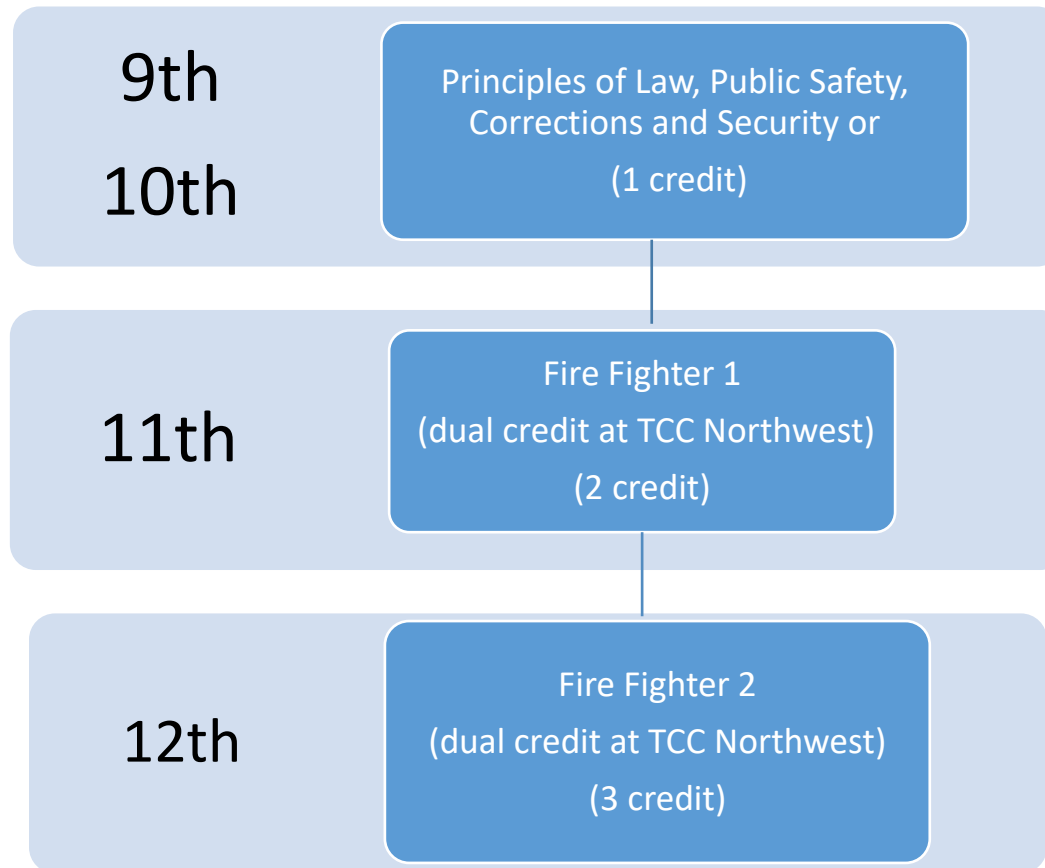 9th
10th
Principles of Law, Public Safety,
Corrections and Security or
(1 credit)
11th
Fire Fighter 1
(dual credit at TCC Northwest)
(2 credit)
12th
Fire Fighter 2
(dual credit at TCC Northwest)
(3 credit)